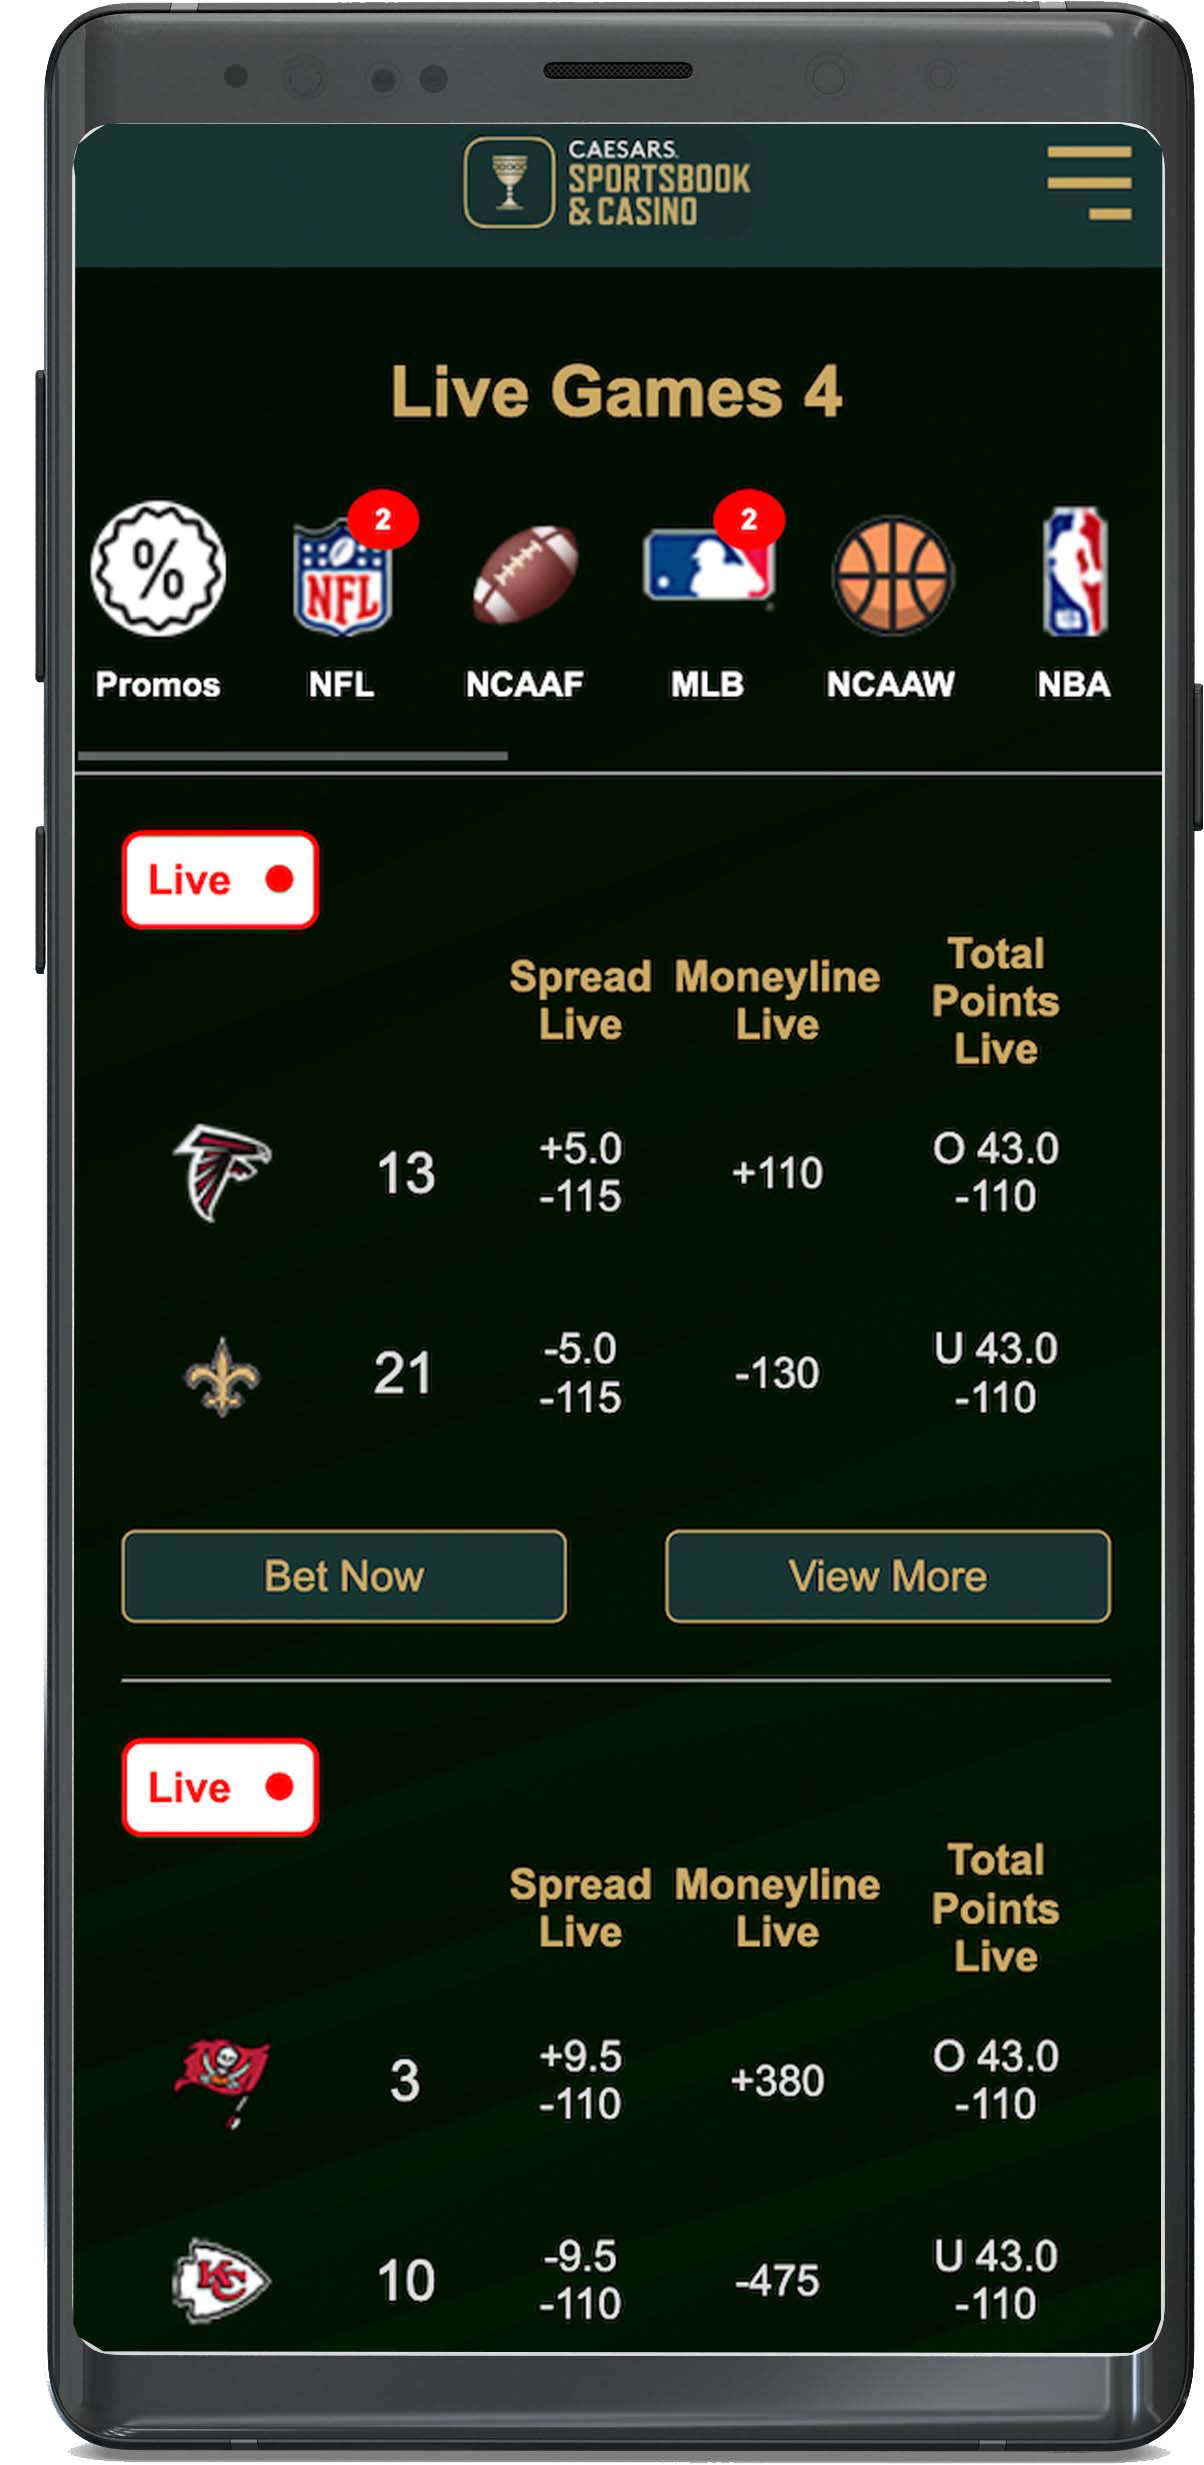 CAESARS
SPORTSBOOK
& CASINO
Live Games 4
%
2
NFL
2
Promos
NFL
NCAAF
MLB
NCAAW
NBA
Live
Spread
Live
Moneyline
Live
Total
Points
Live
13
+5.0
-115
+110
O 43.0
-110
21
-5.0
-115
-130
U 43.0
-110
Bet Now
View More
Live
Spread
Live
Moneyline
Live
Total
Points
Live
3
+9.5
-110
+380
O 43.0
-110
KC
10
-9.5
-110
-475
U 43.0
-110